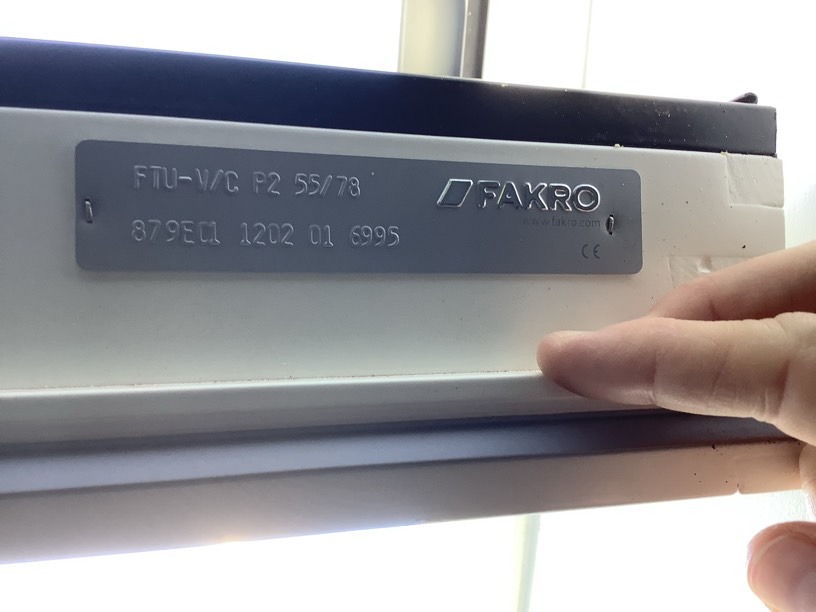 FTU-V/C P2 55/78
FAKRO
www.fakro.com
879EC1 1202 01 6995
CE